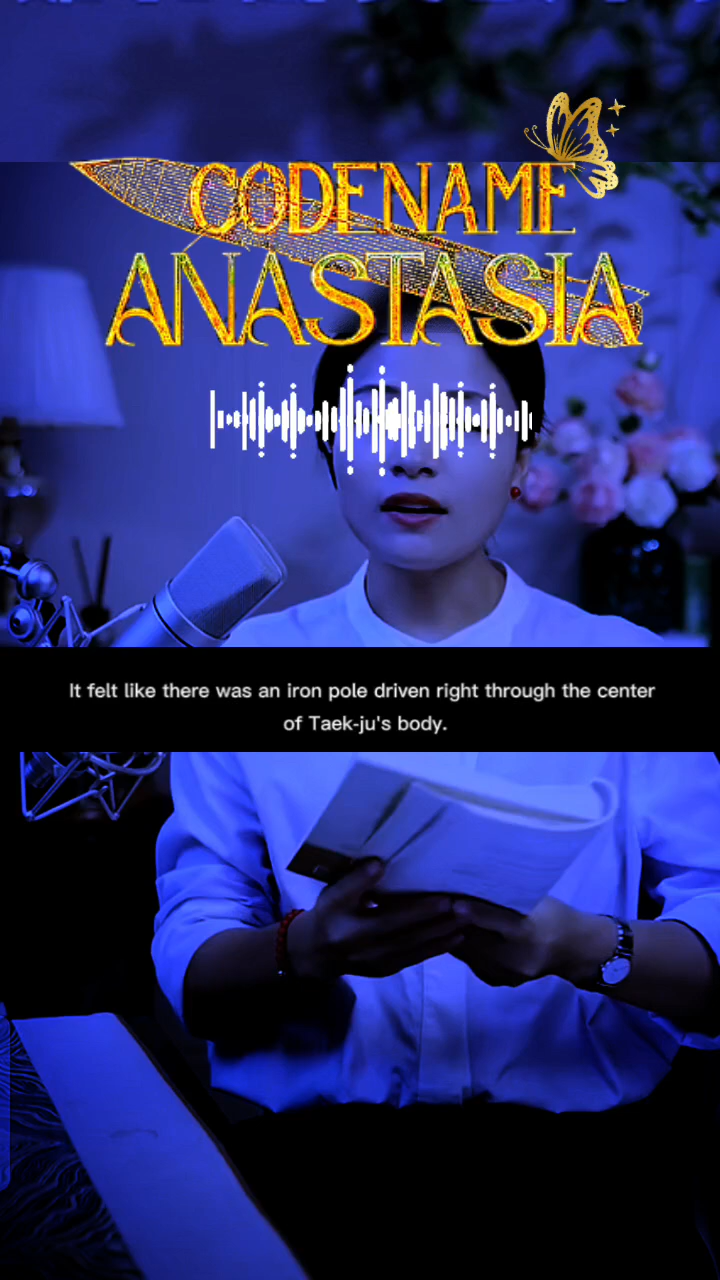 CODENAME
ANASTASIA
It felt like there was an iron pole driven right through the center
of Taek-ju's body.